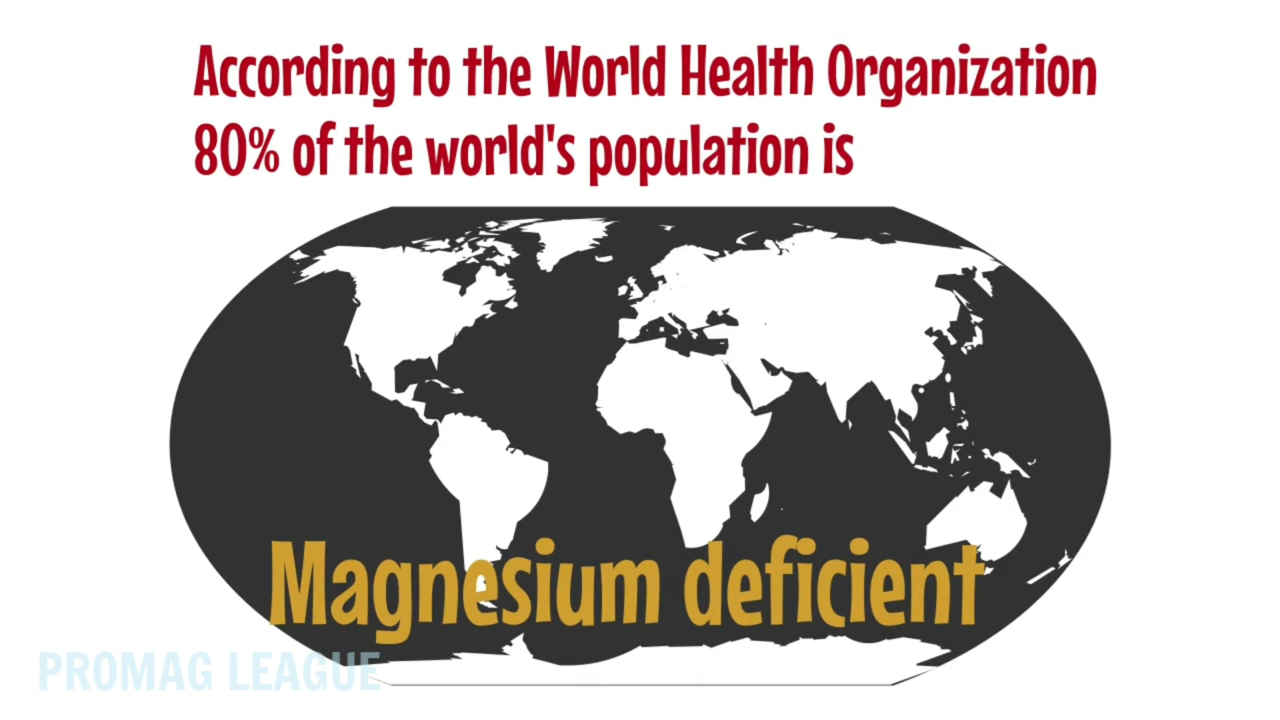 According to the World Health Organization
80% of the world's population is
Magnesium deficient
PROMAG LEAGUE